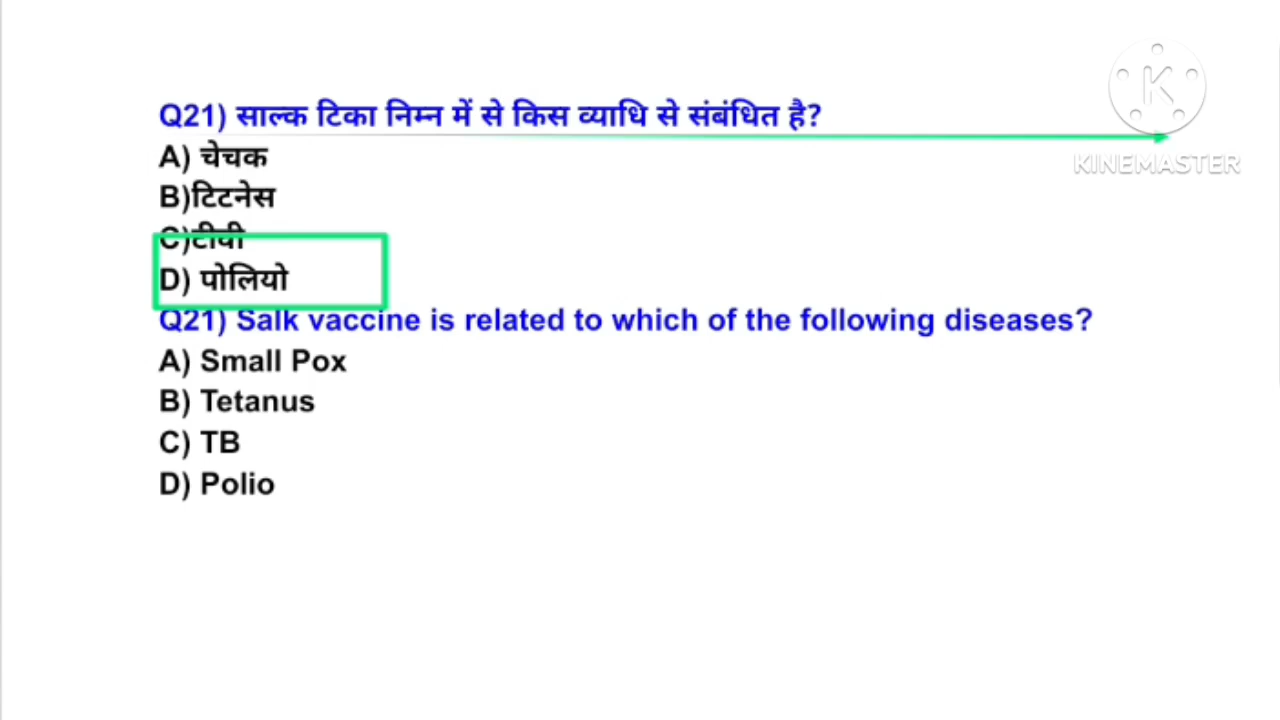 Q21) साल्क टिका निम्न में से किस व्याधि से संबंधित है?
A) चेचक
B)टिटनेस
C)टीवी
D) पोलियो
Q21) Salk vaccine is related to which of the following diseases?
A) Small Pox
B) Tetanus
C) TB
D) Polio
K
KINEMASTER